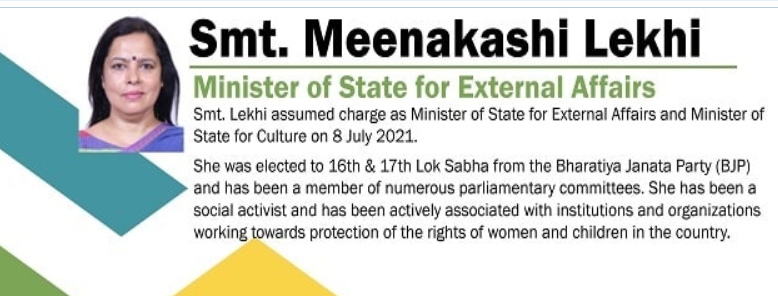 Smt. Meenakashi Lekhi
Minister of State for External Affairs
Smt. Lekhi assumed charge as Minister of State for External Affairs and Minister of
State for Culture on 8 July 2021.
She was elected to 16th & 17th Lok Sabha from the Bharatiya Janata Party (BJP)
and has been a member of numerous parliamentary committees. She has been a
social activist and has been actively associated with institutions and organizations
working towards protection of the rights of women and children in the country.